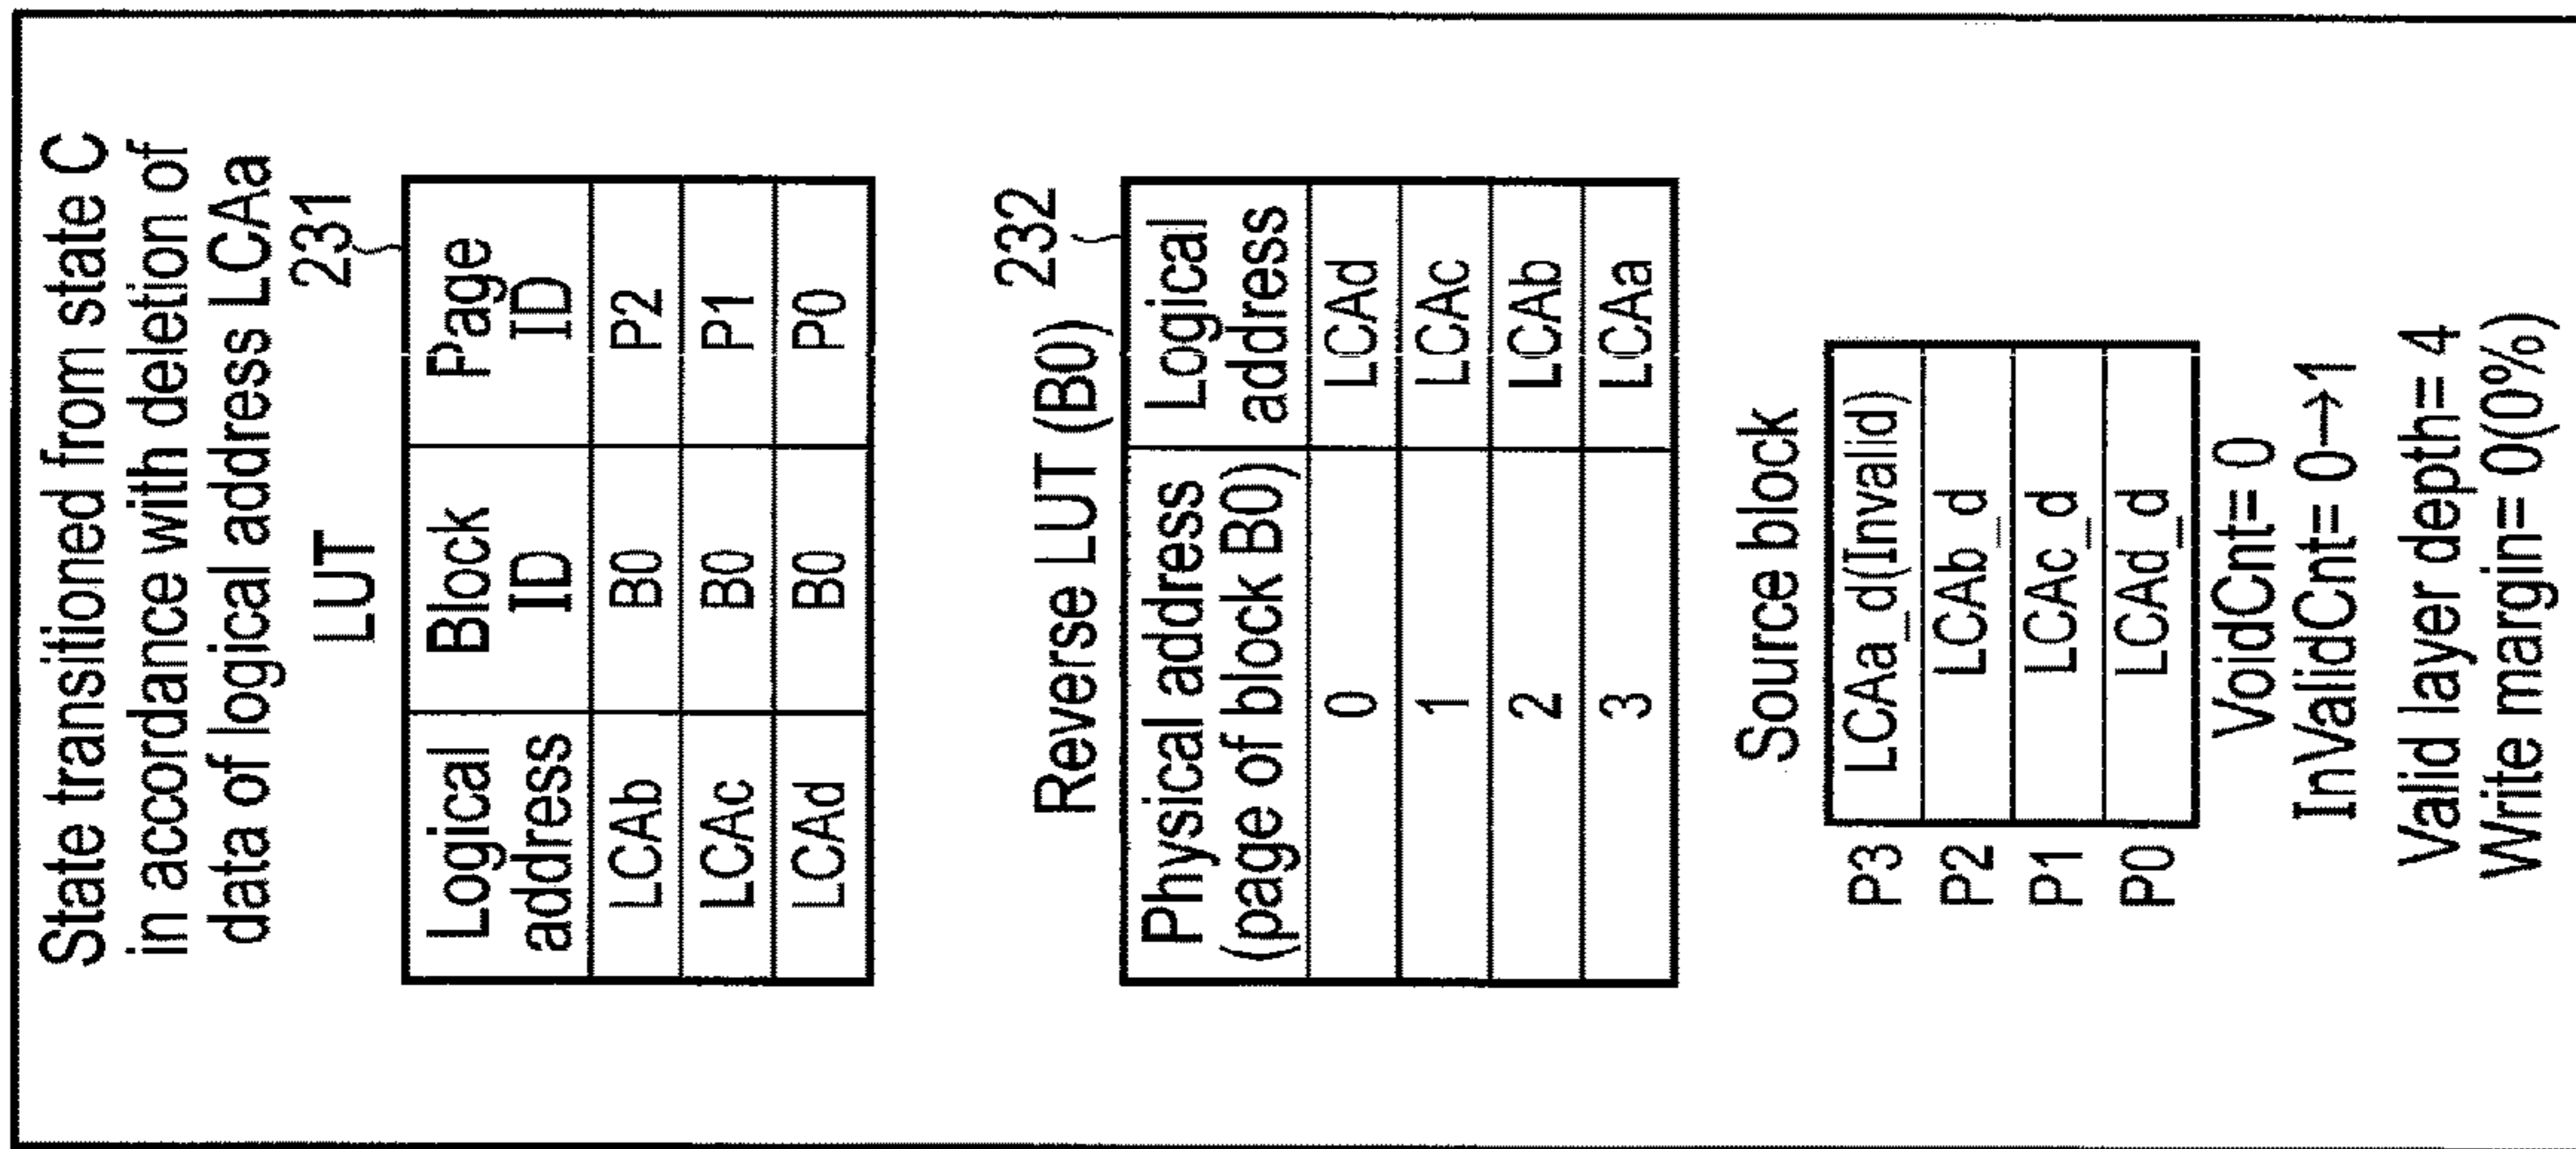 State transitioned from state C
in accordance with deletion of
data of logical address LCAa
LUT 231
Logical address Block ID Page ID
LCAb B0 P2
LCAc B0 P1
LCAd B0 P0
Reverse LUT (B0) 232
Physical address (page of block B0) Logical address
0 LCAd
1 LCAc
2 LCAb
3 LCAa
Source block
P3 LCAa_d(Invalid)
P2 LCAb_d
P1 LCAc_d
P0 LCAd_d
VoidCnt= 0
InValidCnt= 0→1
Valid layer depth= 4
Write margin= 0(0%)